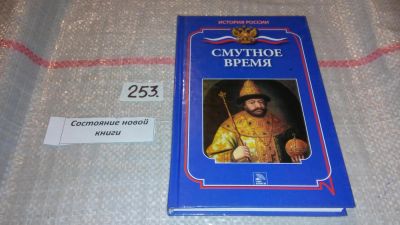 ИСТОРИЯ РОССИИ
СМУТНОЕ
ВРЕМЯ
253.
Состояние новой
книги